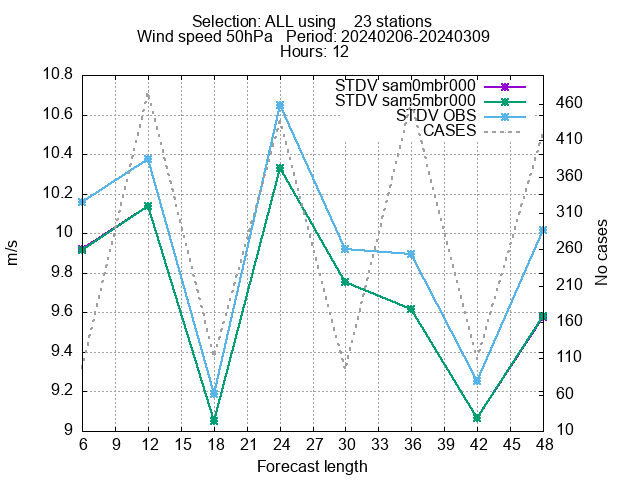 Selection: ALL using    23 stations
Wind speed 50hPa   Period: 20240206-20240309
Hours: 12
STDV sam0mbr000
STDV sam5mbr000
STDV OBS
CASES
m/s
10.8
10.6
10.4
10.2
10
9.8
9.6
9.4
9.2
9
460
410
360
310
260
210
160
110
60
10
No cases
6 9 12 15 18 21 24 27 30 33 36 39 42 45 48
Forecast length